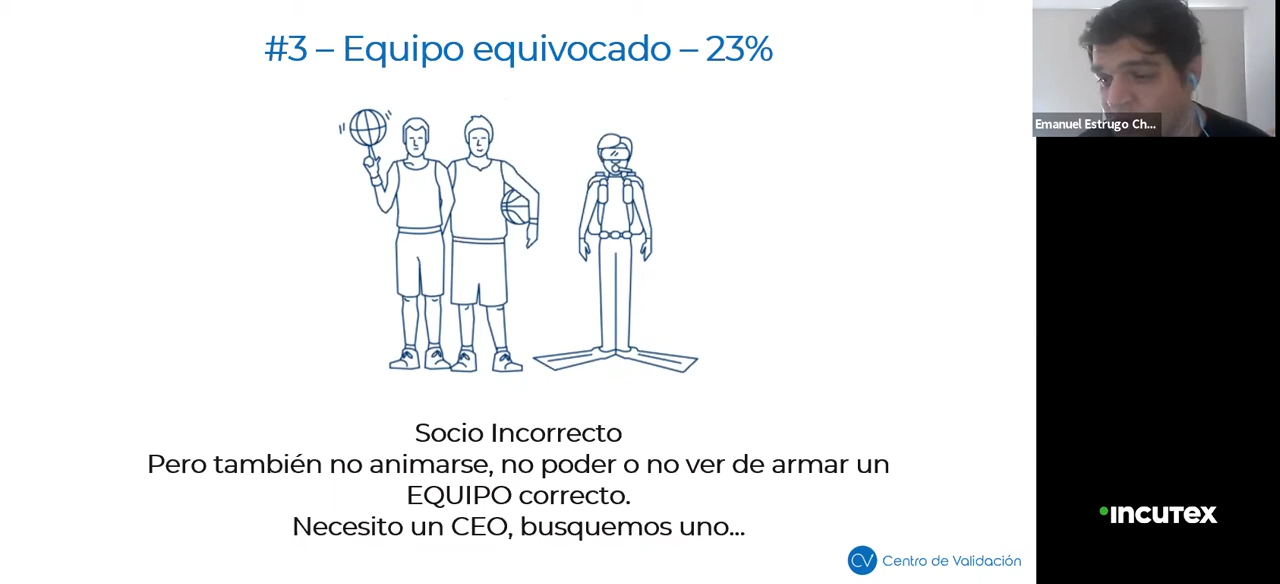 #3 – Equipo equivocado – 23%
Emanuel Estrugo Ch...
Socio Incorrecto
Pero también no animarse, no poder o no ver de armar un
EQUIPO correcto.
Necesito un CEO, busquemos uno...
INCUTEX
CV Centro de Validación